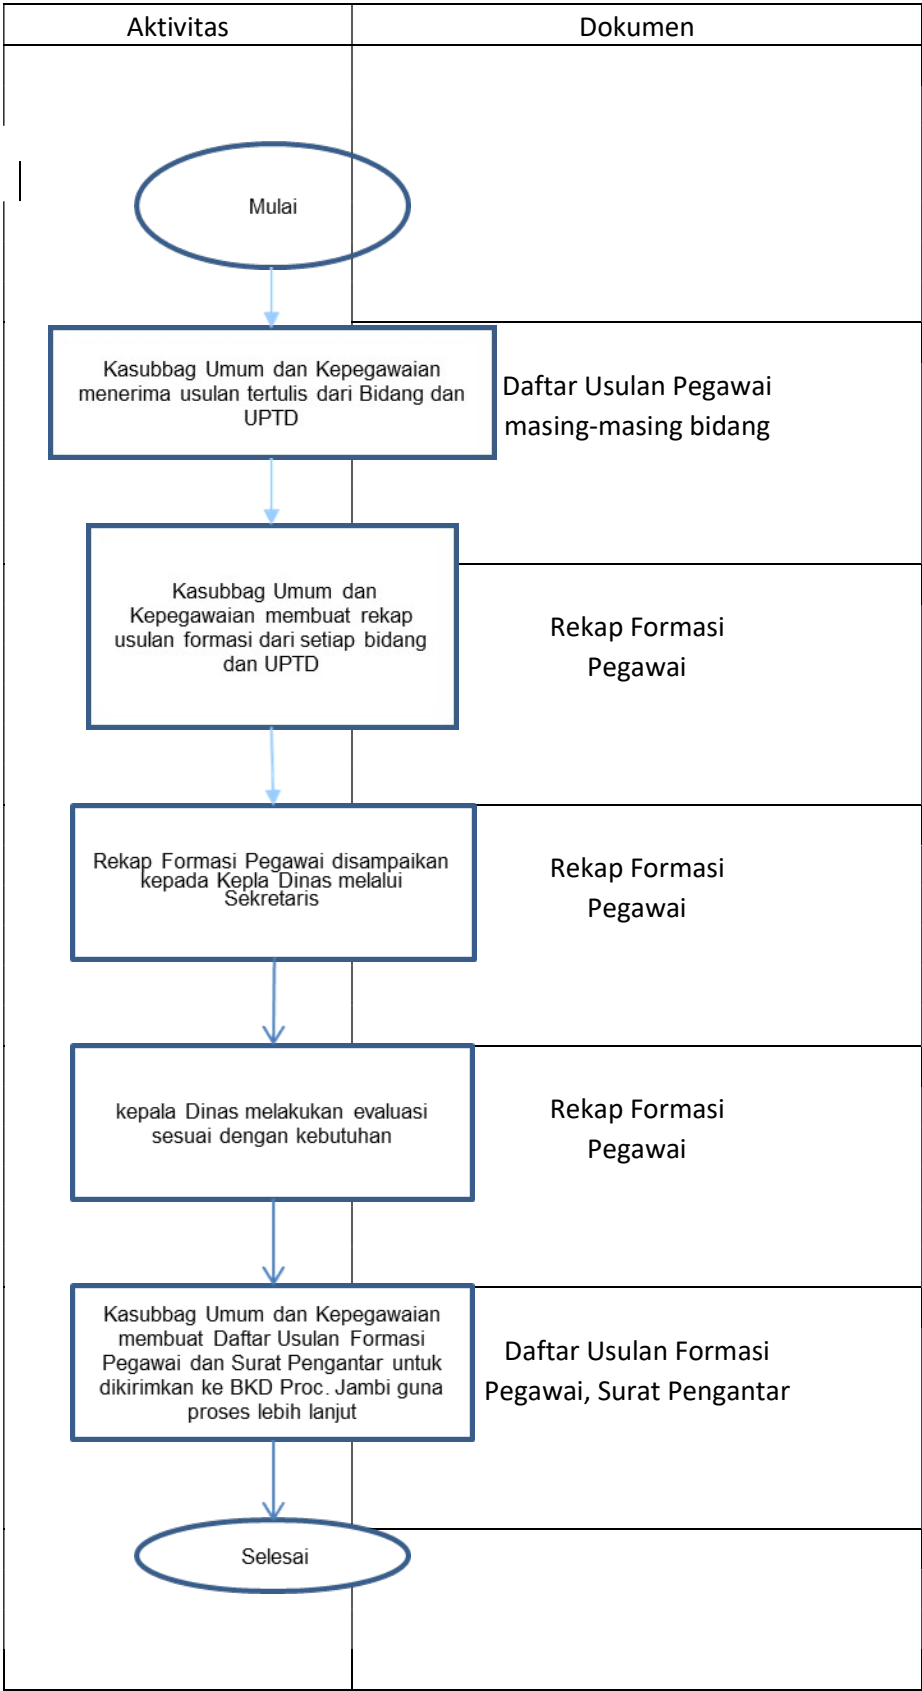 Aktivitas
Dokumen
Mulai
Kasubbag Umum dan Kepegawaian
menerima usulan tertulis dari Bidang dan
UPTD
Daftar Usulan Pegawai
masing-masing bidang
Kasubbag Umum dan
Kepegawaian membuat rekap
usulan formasi dari setiap bidang
dan UPTD
Rekap Formasi
Pegawai
Rekap Formasi Pegawai disampaikan
kepada Kepla Dinas melalui
Sekretaris
Rekap Formasi
Pegawai
kepala Dinas melakukan evaluasi
sesuai dengan kebutuhan
Rekap Formasi
Pegawai
Kasubbag Umum dan Kepegawaian
membuat Daftar Usulan Formasi
Pegawai dan Surat Pengantar untuk
dikirimkan ke BKD Proc. Jambi guna
proses lebih lanjut
Daftar Usulan Formasi
Pegawai, Surat Pengantar
Selesai